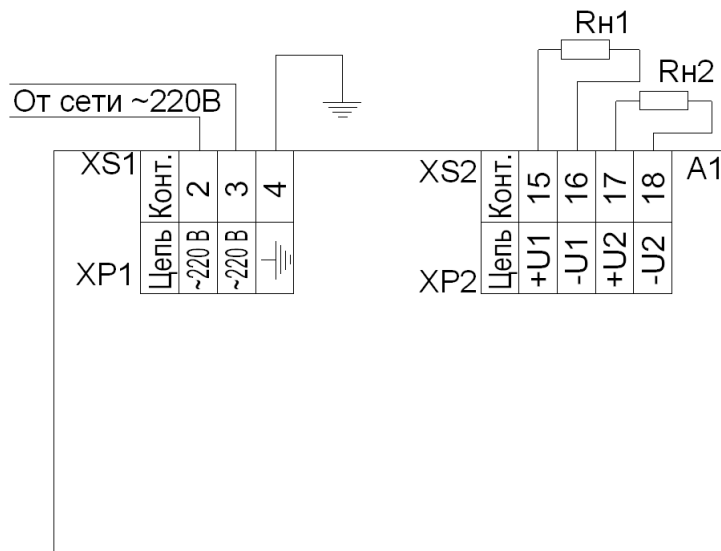 Rн1
Rн2
От сети ~220В
XS1
Конт.
2
3
4
XP1
Цепь
~220 В
~220 В
XS2
Конт.
15
16
17
18
A1
XP2
Цепь
+U1
-U1
+U2
-U2